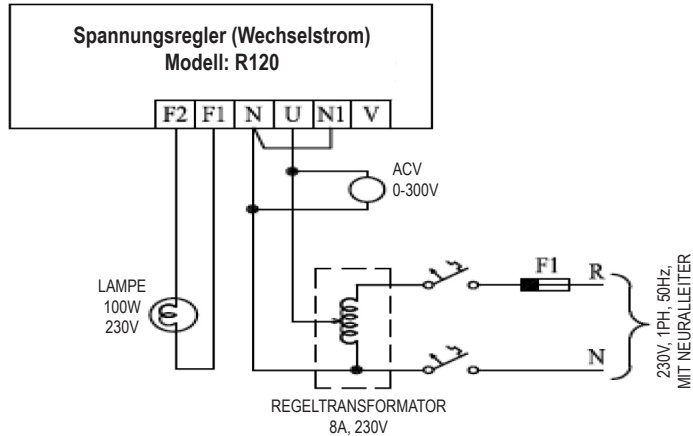 Spannungsregler (Wechselstrom)
Modell: R120
F2 F1 N U N1 V
ACV
0-300V
LAMPE
100W
230V
F1
R
N
230V, 1PH, 50Hz,
MIT NEURALLEITER
REGELTRANSFORMATOR
8A, 230V